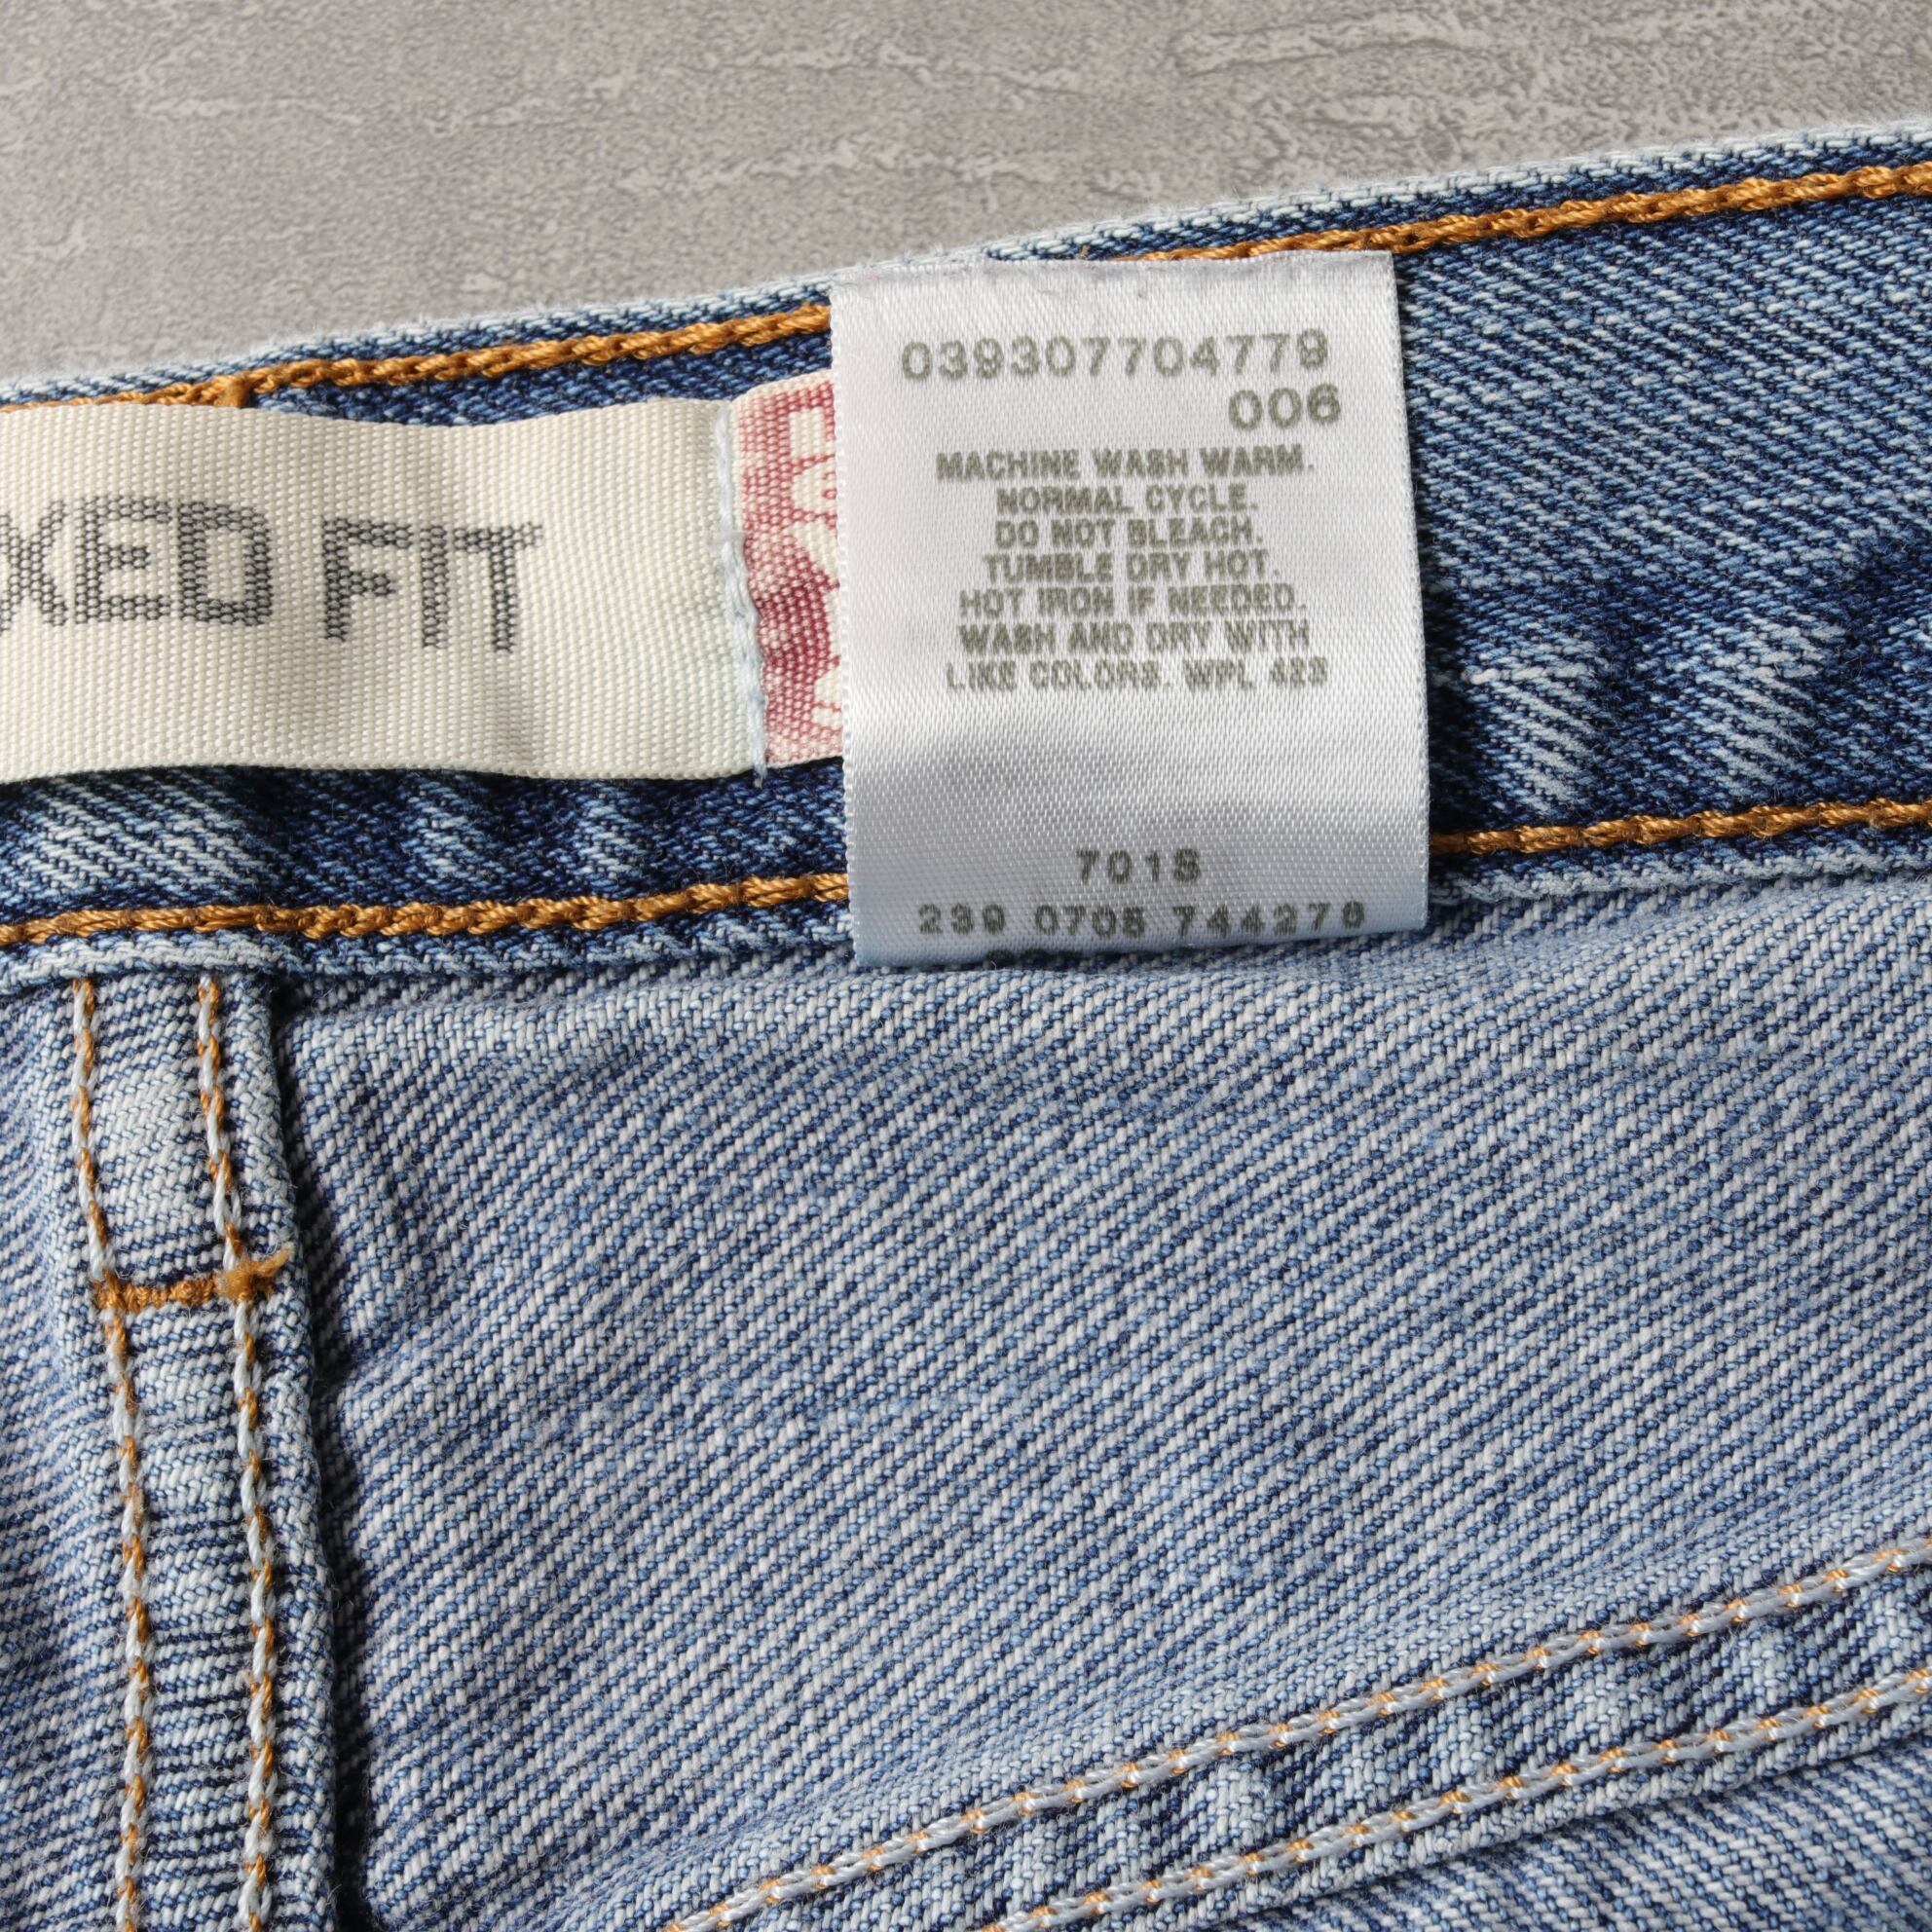 XED FIT
039307704779
006
MACHINE WASH WARM.
NORMAL CYCLE.
DO NOT BLEACH.
TUMBLE DRY HOT.
HOT IRON IF NEEDED.
WASH AND DRY WITH
LIKE COLORS. WPL 423
7018
239 0705 744276